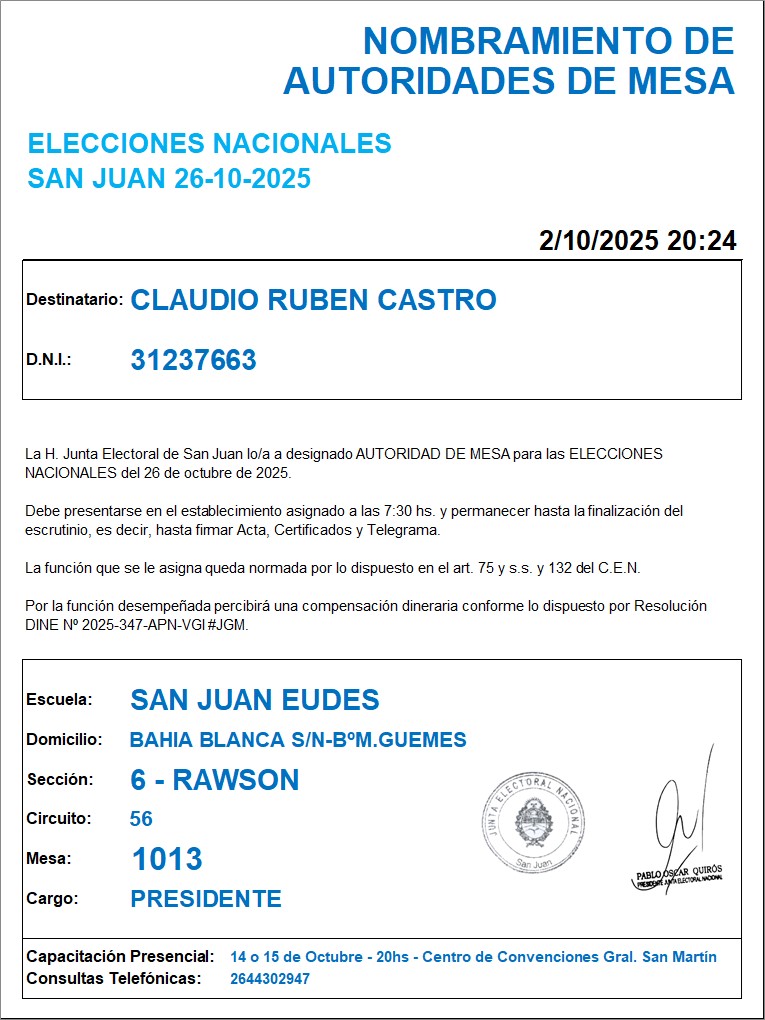 NOMBRAMIENTO DE
AUTORIDADES DE MESA
ELECCIONES NACIONALES
SAN JUAN 26-10-2025
2/10/2025 20:24
Destinatario: CLAUDIO RUBEN CASTRO
D.N.I.: 31237663
La H. Junta Electoral de San Juan lo/a a designado AUTORIDAD DE MESA para las ELECCIONES
NACIONALES del 26 de octubre de 2025.
Debe presentarse en el establecimiento asignado a las 7:30 hs. y permanecer hasta la finalización del
escrutinio, es decir, hasta firmar Acta, Certificados y Telegrama.
La función que se le asigna queda normada por lo dispuesto en el art. 75 y s.s. y 132 del C.E.N.
Por la función desempeñada percibirá una compensación dineraria conforme lo dispuesto por Resolución
DINE Nº 2025-347-APN-VGI#JGM.
Escuela: SAN JUAN EUDES
Domicilio: BAHIA BLANCA S/N-BºM.GUEMES
Sección: 6 - RAWSON
Circuito: 56
Mesa: 1013
Cargo: PRESIDENTE
JUNTA ELECTORAL NACIONAL
San Juan
PABLO OSCAR QUIRÓS
PRESIDENTE JUNTA ELECTORAL NACIONAL
Capacitación Presencial: 14 o 15 de Octubre - 20hs - Centro de Convenciones Gral. San Martín
Consultas Telefónicas: 2644302947